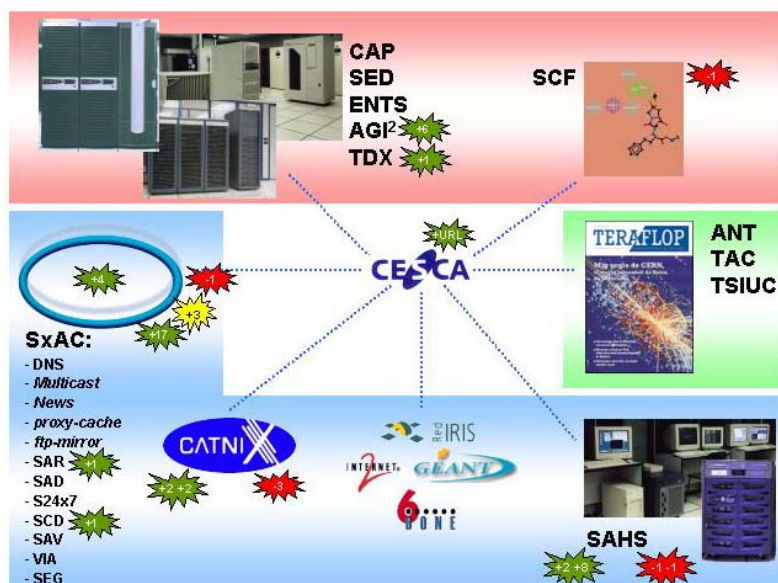 CAP
SED
ENTS
AGI²
+6
TDX
+1
SCF
-1
+URL
CESCA
+4
-1
+3
+17
SxAC:
- DNS
- Multicast
- News
- proxy-cache
- ftp-mirror
- SAR
+1
- SAD
- S24x7
- SCD
+1
- SAV
- VIA
- SEG
TERAFLOP
ANT
TAC
TSIUC
CATNIX
+2 +2
-3
RedIRIS
INTERNET 2
GEANT
6BONE
SAHS
+2 +8
-1 -1